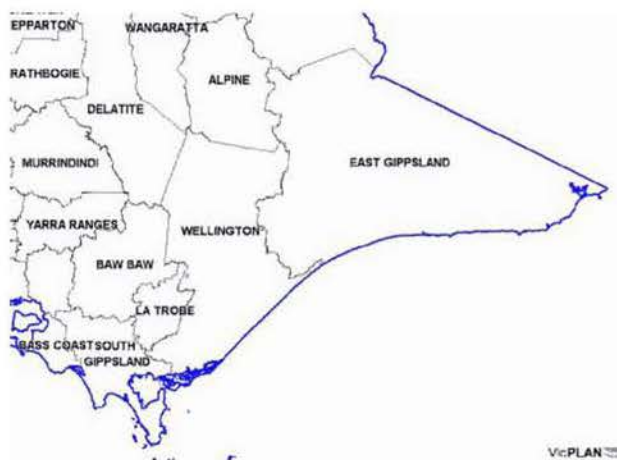 EPPARTON
WANGARATTA
RATHBOGIE
ALPINE
DELATITE
MURRINDINDI
EAST GIPPSLAND
YARRA RANGES
WELLINGTON
BAW BAW
LA TROBE
BASS COAST SOUTH
GIPPSLAND
VicPLAN